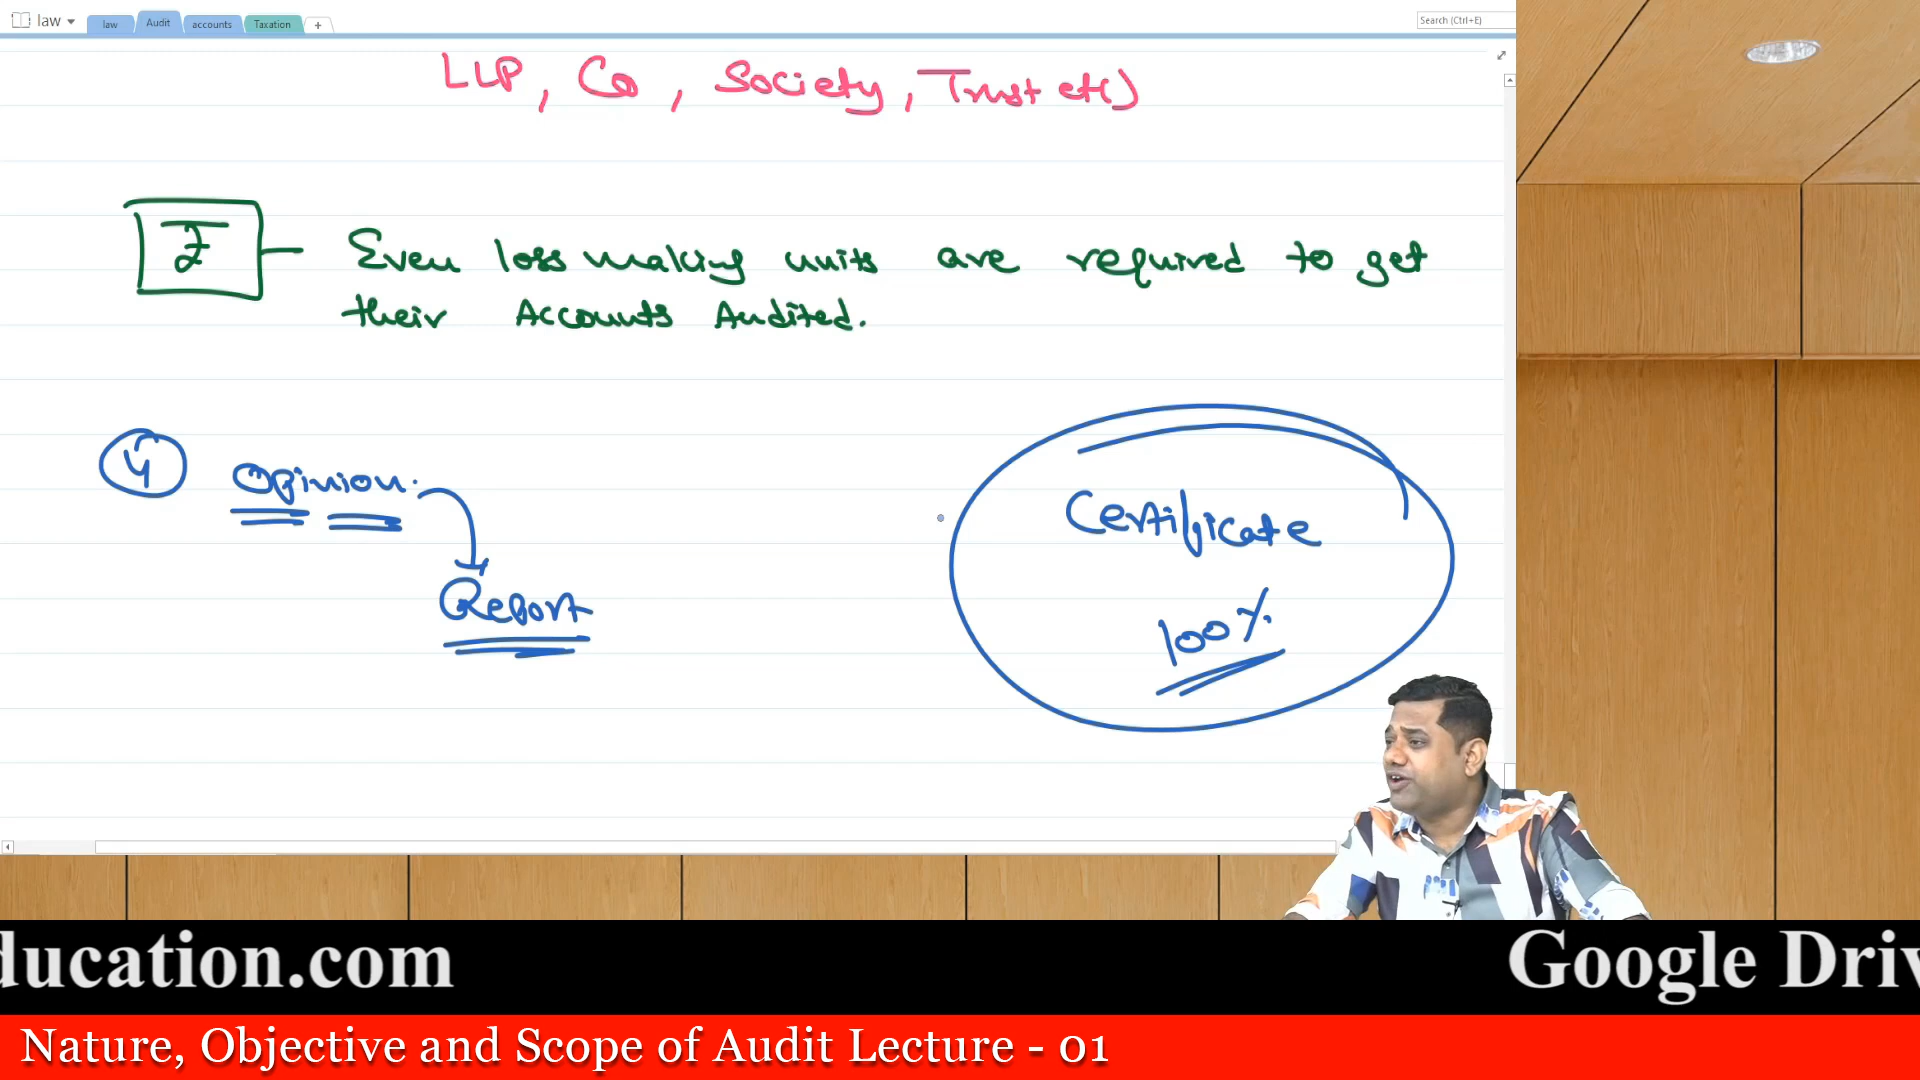 law
law Audit accounts Taxation +
Search (Ctrl+E)
LLP, Co, Society, Trust etc)
Even loss making units are required to get
their Accounts Audited.
4 Opinion.
Report
Certificate
100%
ducation.com
Google Driv
Nature, Objective and Scope of Audit Lecture - 01